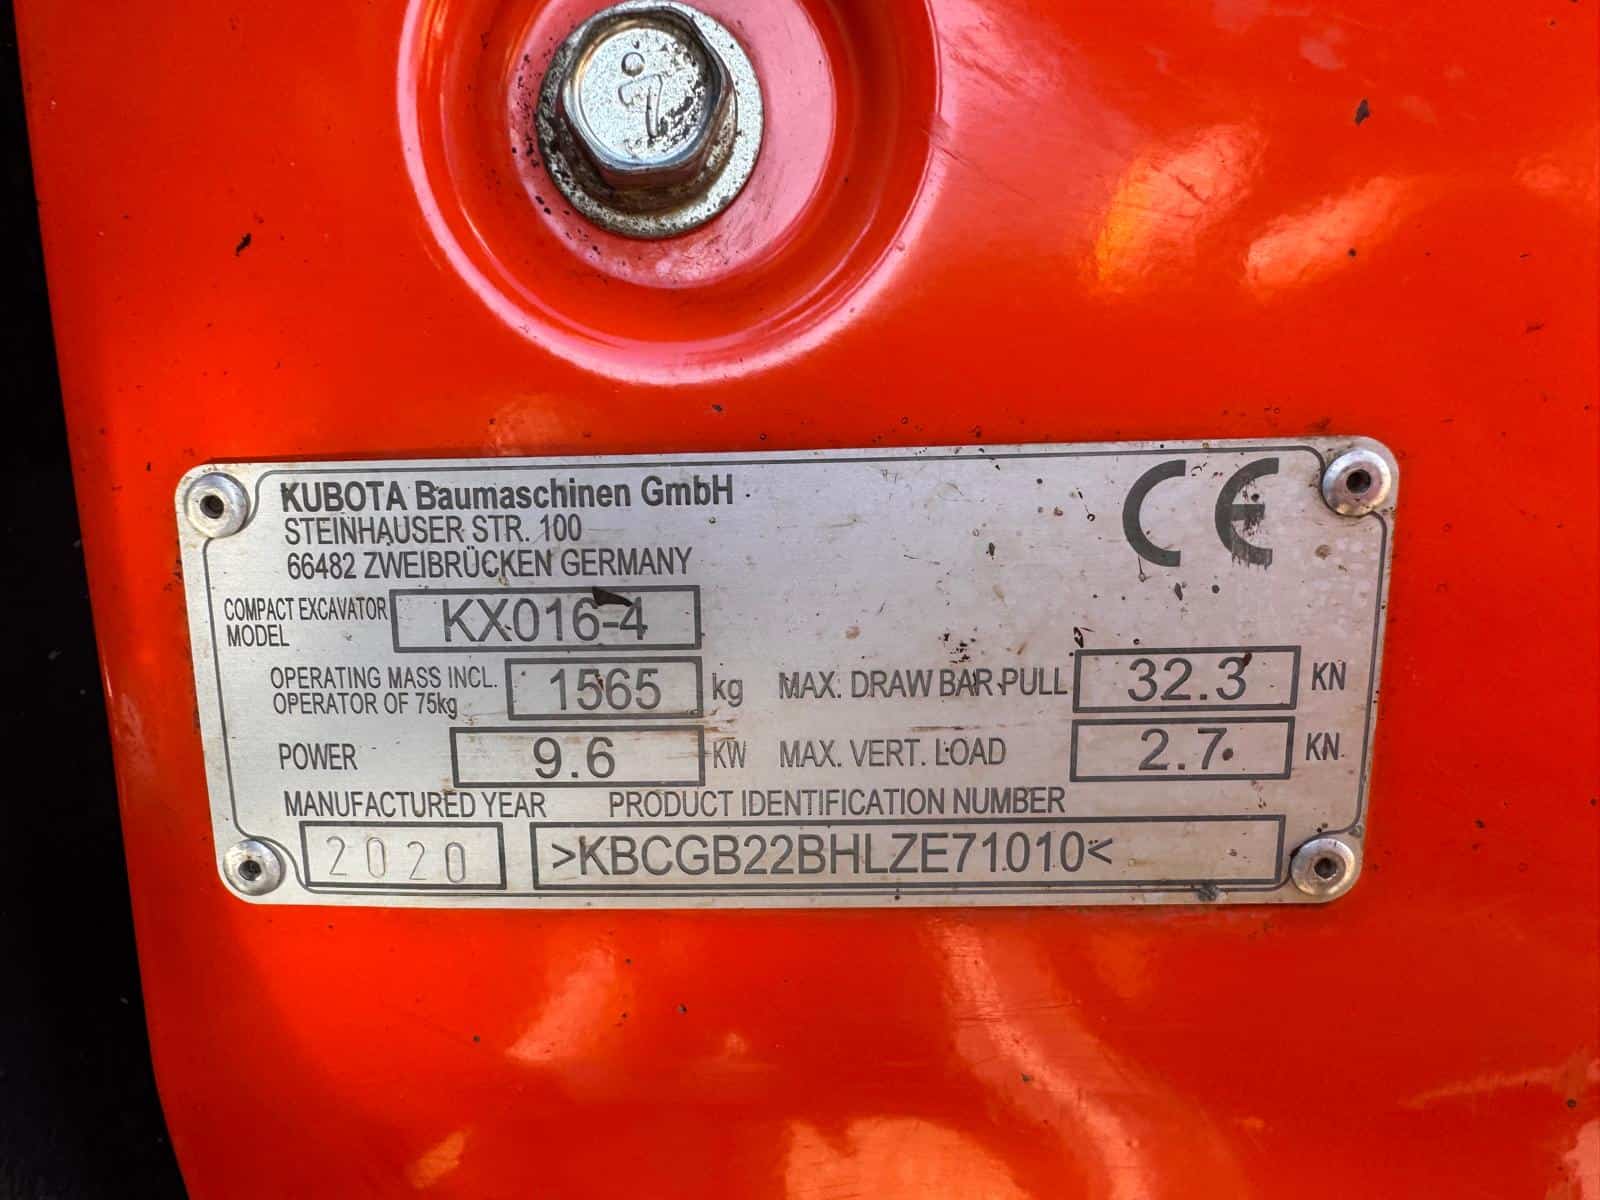 7
KUBOTA Baumaschinen GmbH
STEINHAUSER STR. 100
66482 ZWEIBRÜCKEN GERMANY
CE
COMPACT EXCAVATOR
MODEL
KX016-4
OPERATING MASS INCL.
OPERATOR OF 75kg
1565 kg
MAX. DRAW BAR PULL 32.3 KN
POWER 9.6 KW
MAX. VERT. LOAD 2.7 KN
MANUFACTURED YEAR PRODUCT IDENTIFICATION NUMBER
2020 >KBCGB22BHLZE71010<